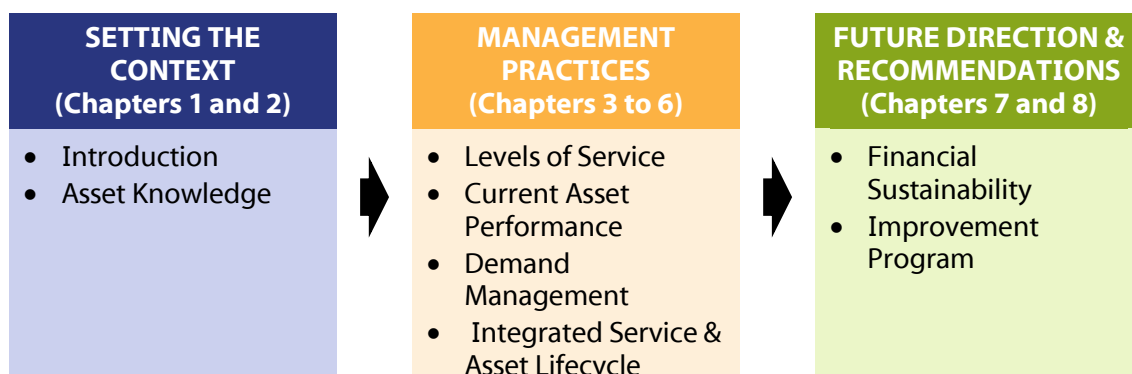 SETTING THE
CONTEXT
(Chapters 1 and 2)
• Introduction
• Asset Knowledge
MANAGEMENT
PRACTICES
(Chapters 3 to 6)
• Levels of Service
• Current Asset
Performance
• Demand
Management
• Integrated Service &
Asset Lifecycle
FUTURE DIRECTION &
RECOMMENDATIONS
(Chapters 7 and 8)
• Financial
Sustainability
• Improvement
Program